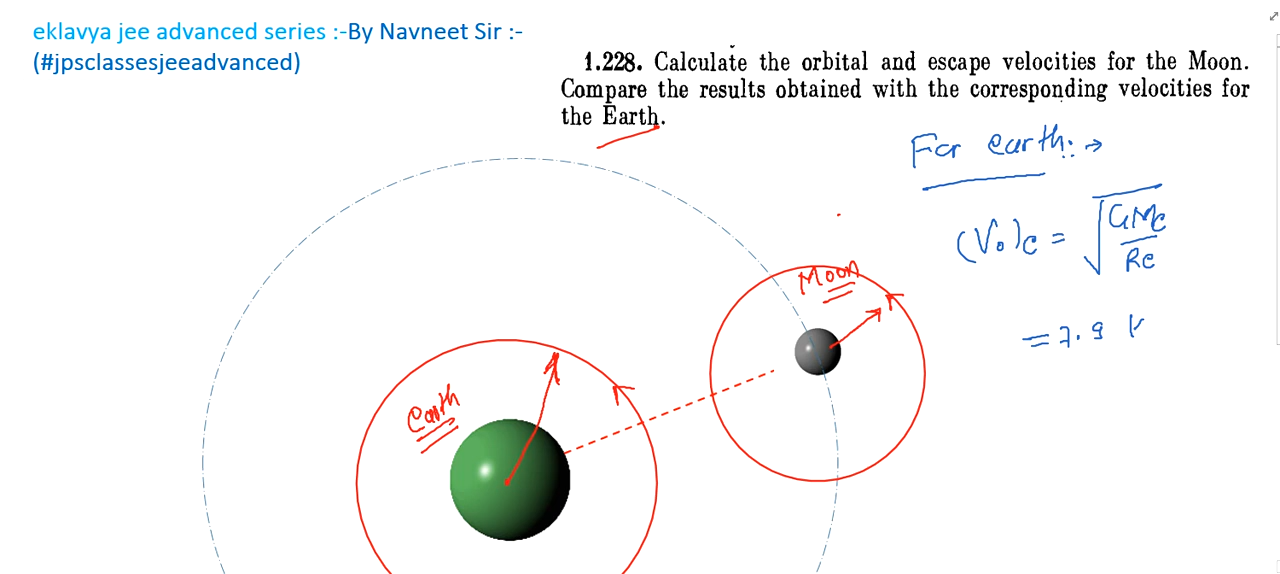 eklavya jee advanced series :-By Navneet Sir :-
(#jpsclassesjeeadvanced)
1.228. Calculate the orbital and escape velocities for the Moon.
Compare the results obtained with the corresponding velocities for
the Earth.
For earth: →
(V₀)e = √(GMe/Re)
= 7.9 k
Moon
Earth